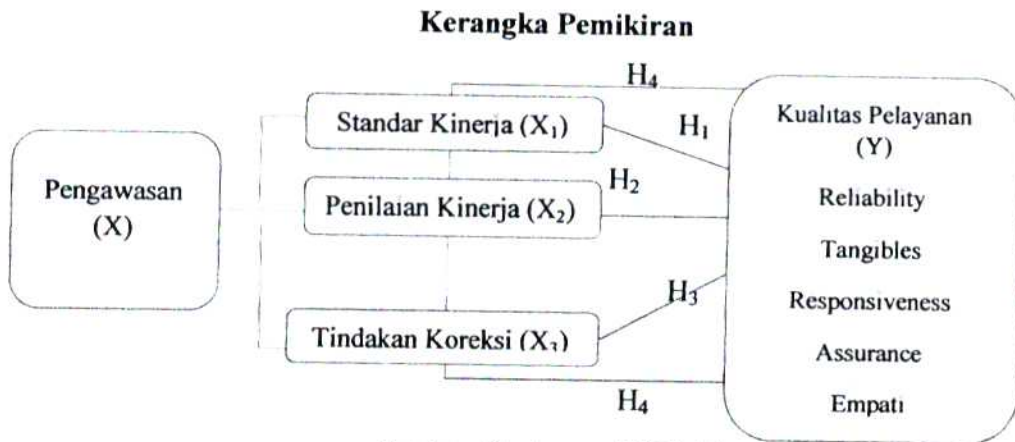 Kerangka Pemikiran
H₄
Standar Kinerja (X₁)
H₁
Kualitas Pelayanan
(Y)
Pengawasan
(X)
Penilaian Kinerja (X₂)
H₂
Reliability
Tangibles
H₃
Responsiveness
Tindakan Koreksi (X₃)
Assurance
H₄
Empati